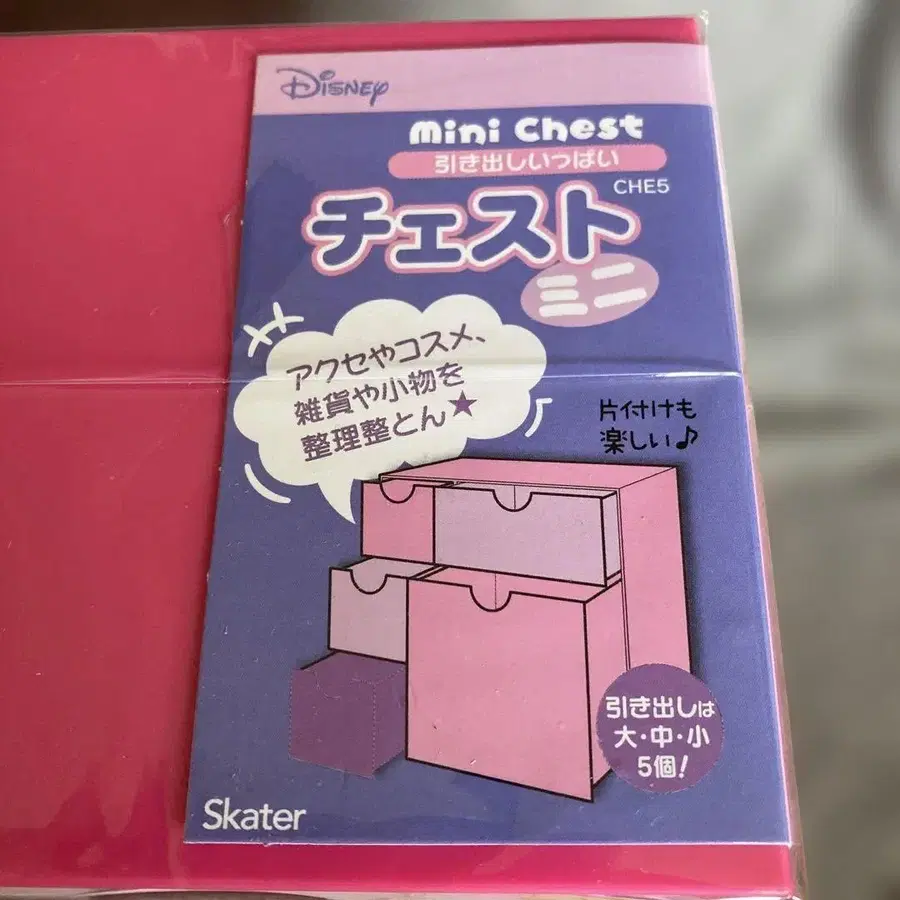 Disney
mini Chest
引き出しいっぱい
CHE5
チェスト
ミニ
アクセやコスメ、
雑貨や小物を
整理整とん★
片付けも
楽しい♪
引き出しは
大・中・小
5個!
Skater